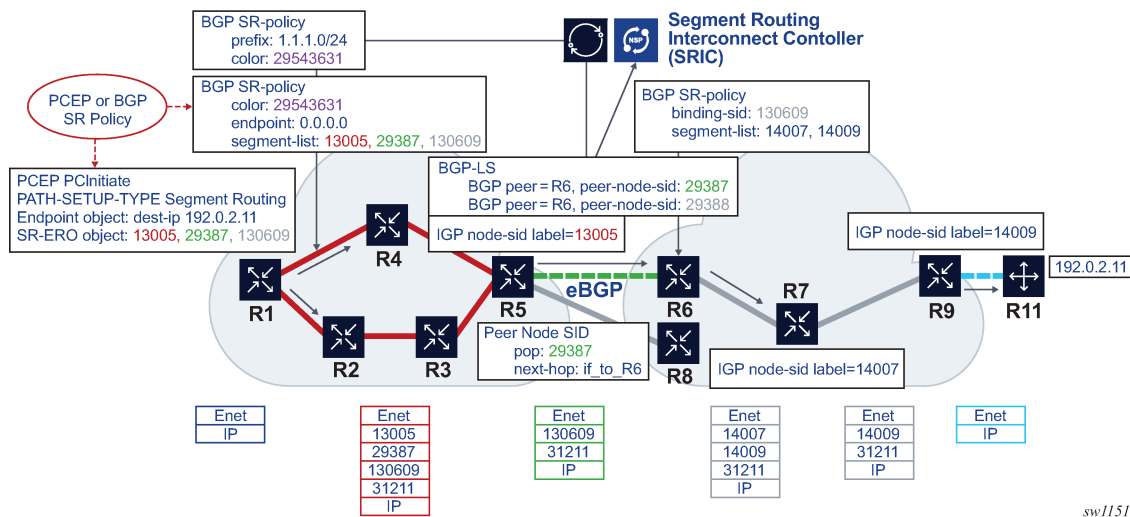 BGP SR-policy
prefix: 1.1.1.0/24
color: 29543631
NSP
Segment Routing
Interconnect Contoller
(SRIC)
PCEP or BGP
SR Policy
BGP SR-policy
color: 29543631
endpoint: 0.0.0.0
segment-list: 13005, 29387, 130609
BGP SR-policy
binding-sid: 130609
segment-list: 14007, 14009
PCEP PCInitiate
PATH-SETUP-TYPE Segment Routing
Endpoint object: dest-ip 192.0.2.11
SR-ERO object: 13005, 29387, 130609
BGP-LS
BGP peer = R6, peer-node-sid: 29387
BGP peer = R6, peer-node-sid: 29388
IGP node-sid label=13005
IGP node-sid label=14009
192.0.2.11
R1
R4
R5
eBGP
R6
R7
R9
R11
R2
R3
R8
Peer Node SID
pop: 29387
next-hop: if_to_R6
IGP node-sid label=14007
Enet
IP
Enet
13005
29387
130609
31211
IP
Enet
130609
31211
IP
Enet
14007
14009
31211
IP
Enet
14009
31211
IP
Enet
IP
sw1151